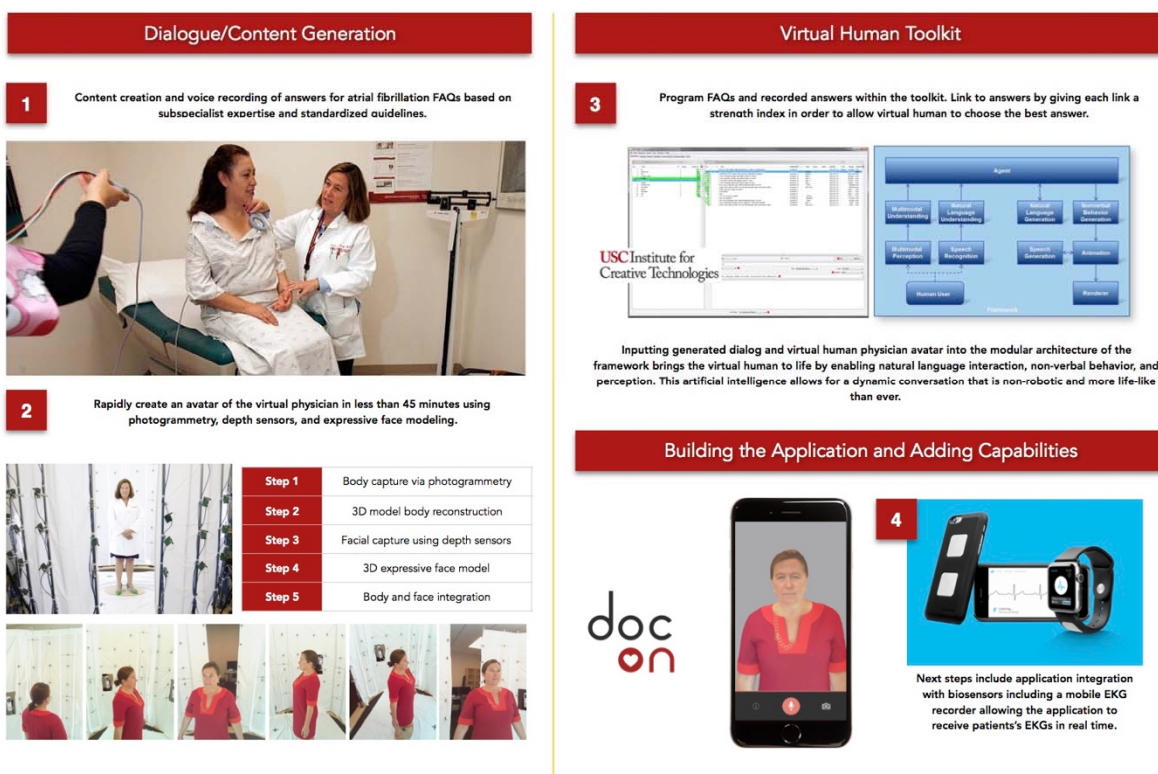 Dialogue/Content Generation
1
Content creation and voice recording of answers for atrial fibrillation FAQs based on
subspecialist expertise and standardized guidelines.
2
Rapidly create an avatar of the virtual physician in less than 45 minutes using
photogrammetry, depth sensors, and expressive face modeling.
Step 1 Body capture via photogrammetry
Step 2 3D model body reconstruction
Step 3 Facial capture using depth sensors
Step 4 3D expressive face model
Step 5 Body and face integration
Virtual Human Toolkit
3
Program FAQs and recorded answers within the toolkit. Link to answers by giving each link a
strength index in order to allow virtual human to choose the best answer.
USC Institute for
Creative Technologies
Agent
Multimodal
Understanding
Natural
Language
Understanding
Natural
Language
Generation
Nonverbal
Behavior
Generation
Multimodal
Perception
Speech
Recognition
Speech
Generation
Animation
Human User
Renderer
Framework
Inputting generated dialog and virtual human physician avatar into the modular architecture of the
framework brings the virtual human to life by enabling natural language interaction, non-verbal behavior, and
perception. This artificial intelligence allows for a dynamic conversation that is non-robotic and more life-like
than ever.
Building the Application and Adding Capabilities
doc
on
4
Next steps include application integration
with biosensors including a mobile EKG
recorder allowing the application to
receive patients's EKGs in real time.